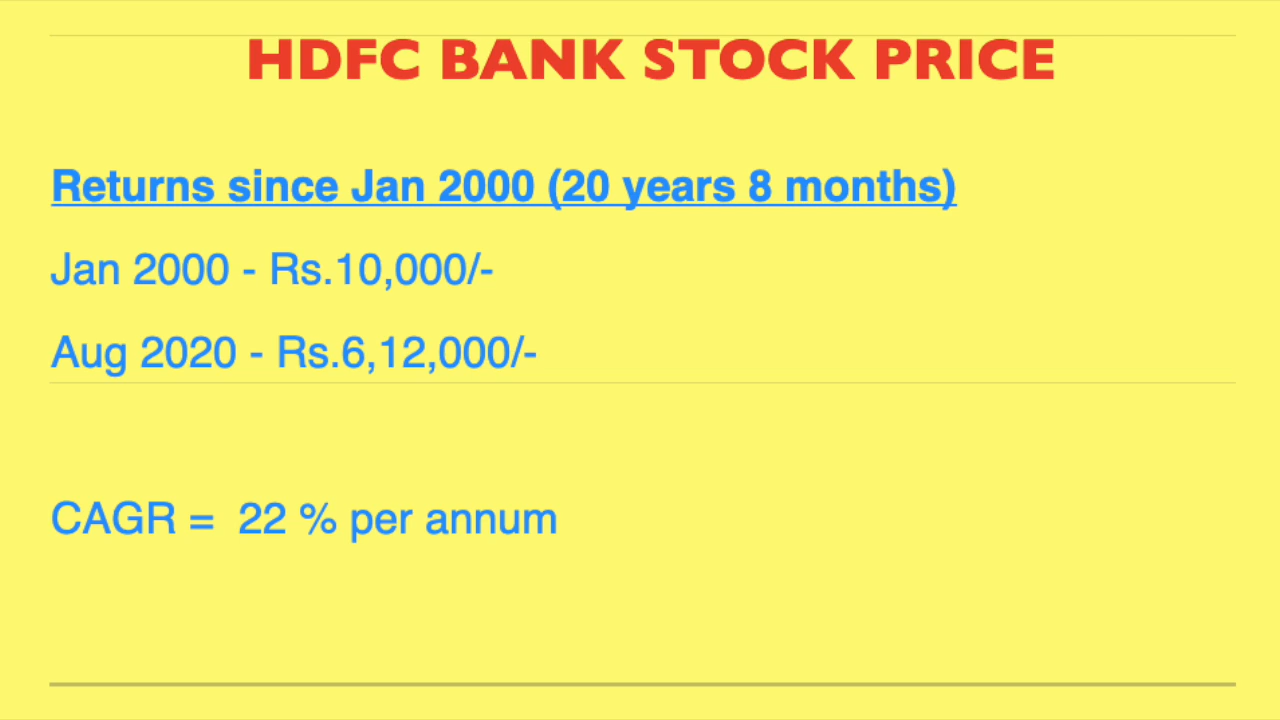 HDFC BANK STOCK PRICE
Returns since Jan 2000 (20 years 8 months)
Jan 2000 - Rs.10,000/-
Aug 2020 - Rs.6,12,000/-
CAGR =  22 % per annum